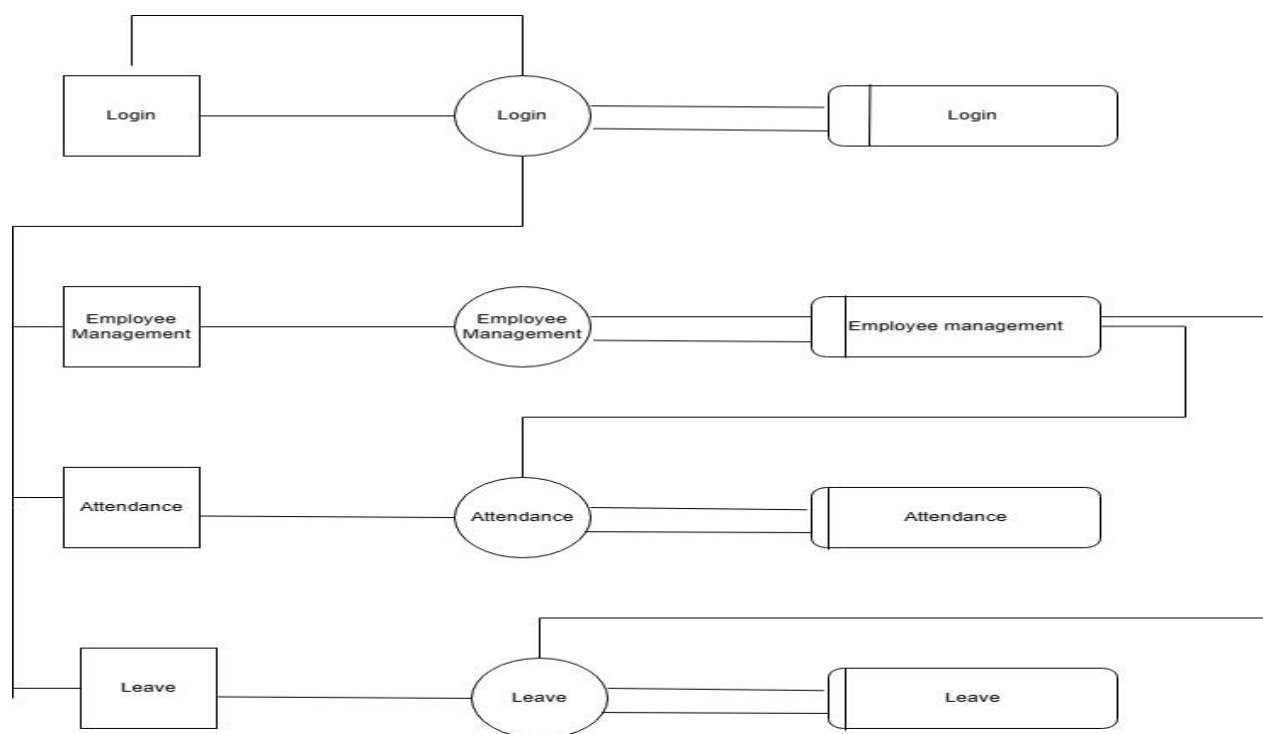 Login
Login
Login
Employee
Management
Employee
Management
Employee management
Attendance
Attendance
Attendance
Leave
Leave
Leave